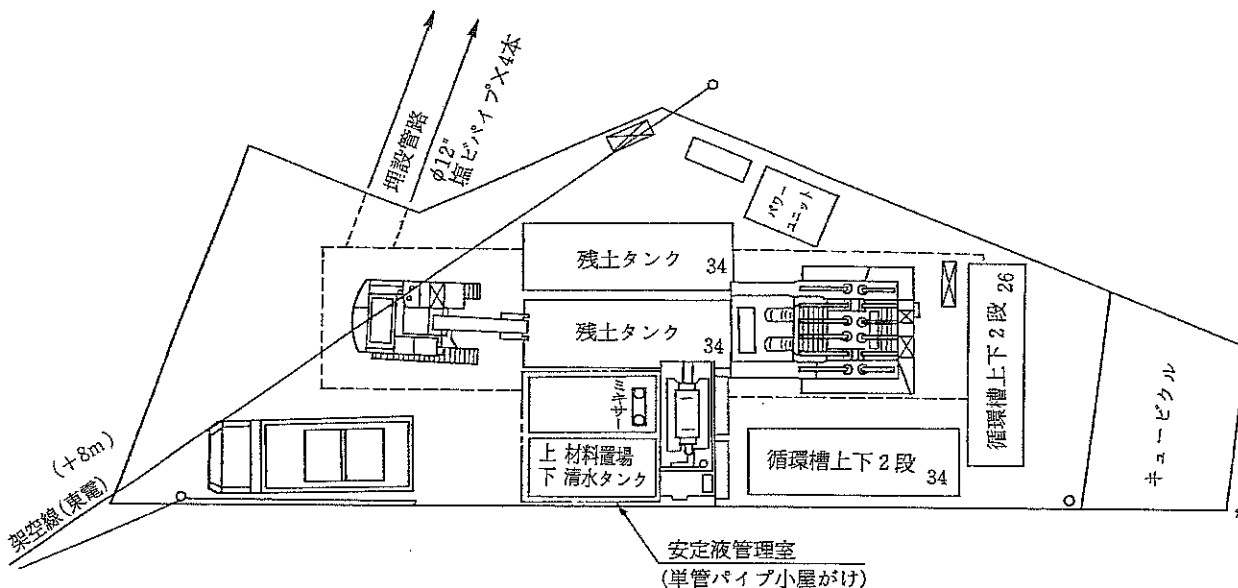 埋設管路
φ12"
塩ビパイプ×4本
パワー
ユニット
残土タンク 34
残土タンク 34
循環槽上下2段 26
ミキサー
上 材料置場
下 清水タンク
循環槽上下2段 34
キュービクル
(+8m)
架空線(東電)
安定液管理室
(単管パイプ小屋がけ)